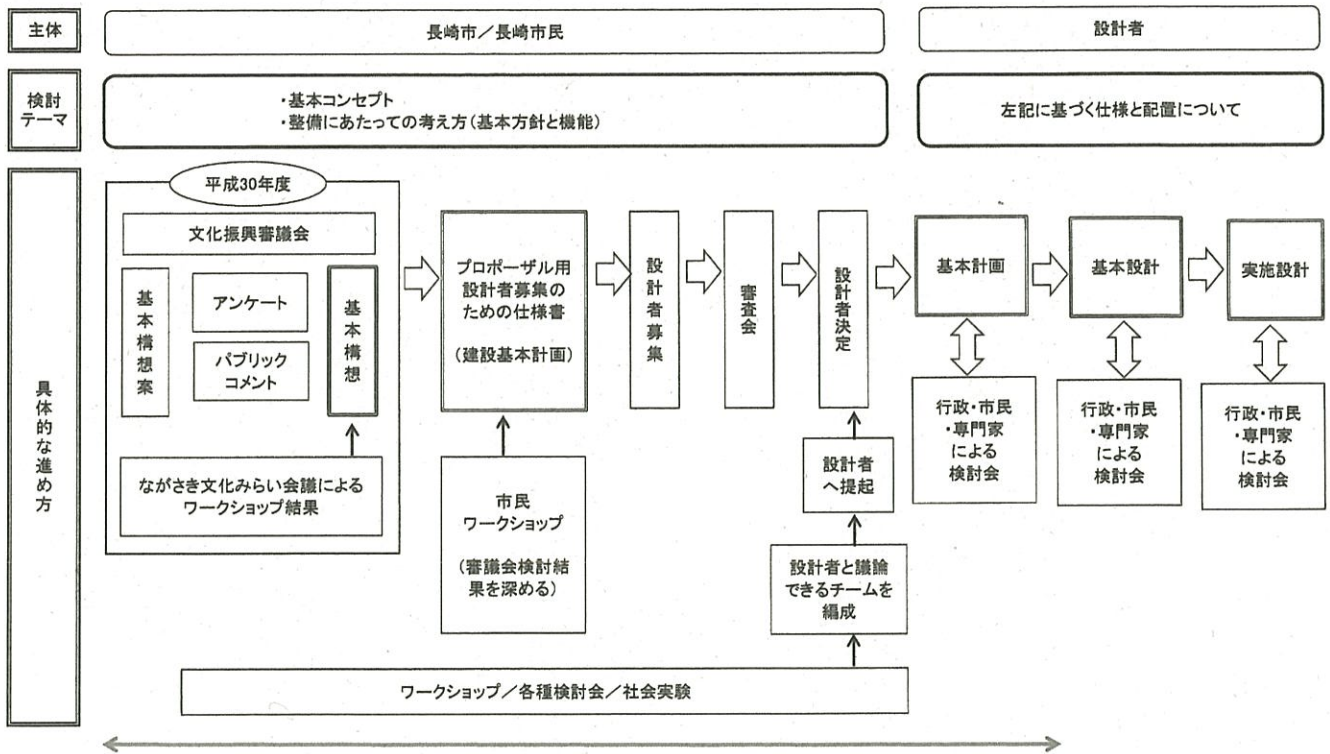 主体
長崎市／長崎市民
設計者
検討
テーマ
・基本コンセプト
・整備にあたっての考え方（基本方針と機能）
左記に基づく仕様と配置について
具体的な進め方
平成30年度
文化振興審議会
基本構想案
アンケート
パブリック
コメント
基本構想
ながさき文化みらい会議による
ワークショップ結果
プロポーザル用
設計者募集の
ための仕様書
（建設基本計画）
市民
ワークショップ
（審議会検討結
果を深める）
設計者募集
審査会
設計者決定
設計者
へ提起
設計者と議論
できるチームを
編成
ワークショップ／各種検討会／社会実験
基本計画
行政・市民
・専門家
による
検討会
基本設計
行政・市民
・専門家
による
検討会
実施設計
行政・市民
・専門家
による
検討会